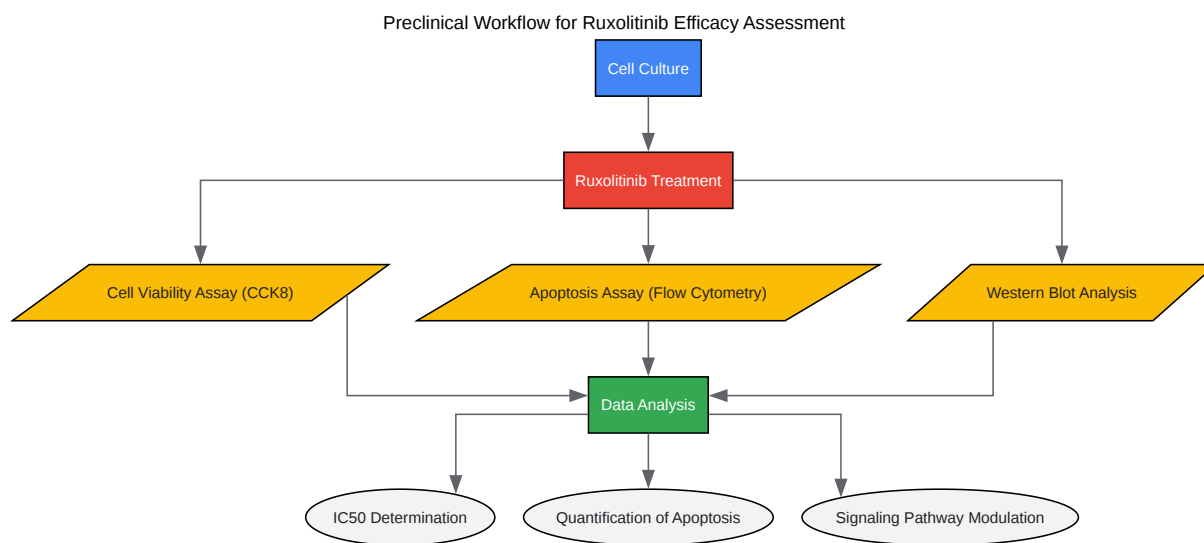 Preclinical Workflow for Ruxolitinib Efficacy Assessment
Cell Culture
Ruxolitinib Treatment
Cell Viability Assay (CCK8)
Apoptosis Assay (Flow Cytometry)
Western Blot Analysis
Data Analysis
IC50 Determination
Quantification of Apoptosis
Signaling Pathway Modulation